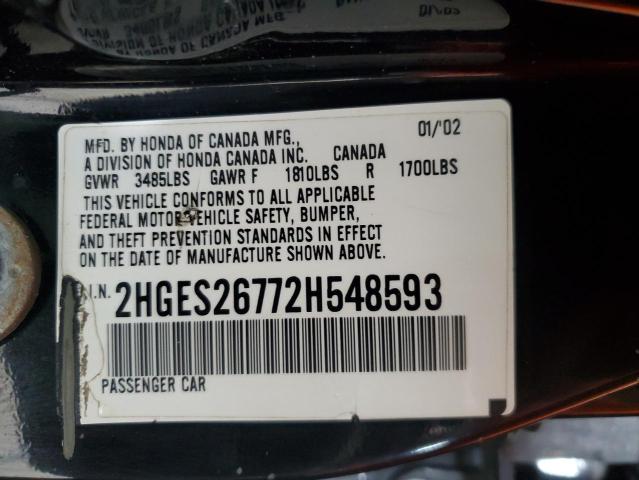 MFD. BY HONDA OF CANADA MFG., 01/'02
A DIVISION OF HONDA CANADA INC. CANADA
GVWR 3485LBS GAWR F 1810LBS R 1700LBS
THIS VEHICLE CONFORMS TO ALL APPLICABLE
FEDERAL MOTOR VEHICLE SAFETY, BUMPER,
AND THEFT PREVENTION STANDARDS IN EFFECT
ON THE DATE OF MANUFACTURE SHOWN ABOVE.
I.N. 2HGES26772H548593
PASSENGER CAR